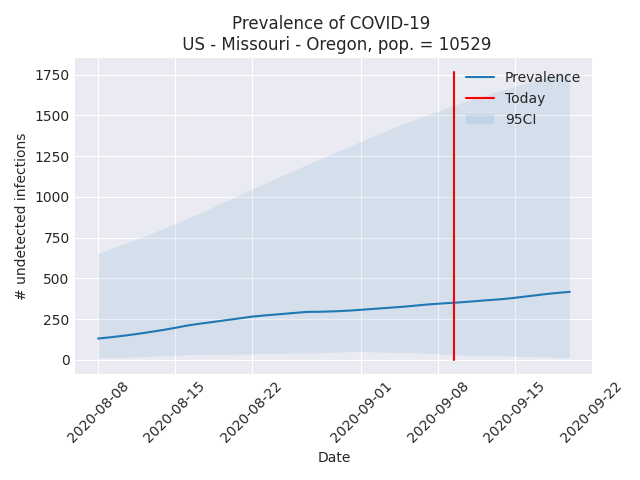 Prevalence of COVID-19
US - Missouri - Oregon, pop. = 10529
Prevalence
Today
95CI
# undetected infections
1750
1500
1250
1000
750
500
250
0
2020-08-08
2020-08-15
2020-08-22
2020-09-01
2020-09-08
2020-09-15
2020-09-22
Date